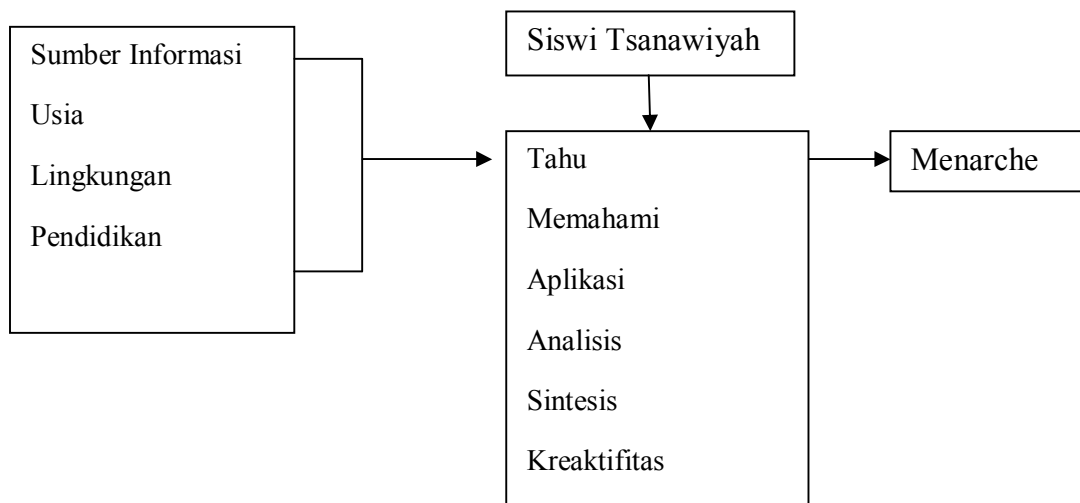 Sumber Informasi
Usia
Lingkungan
Pendidikan
Siswi Tsanawiyah
Tahu
Memahami
Aplikasi
Analisis
Sintesis
Kreaktifitas
Menarche